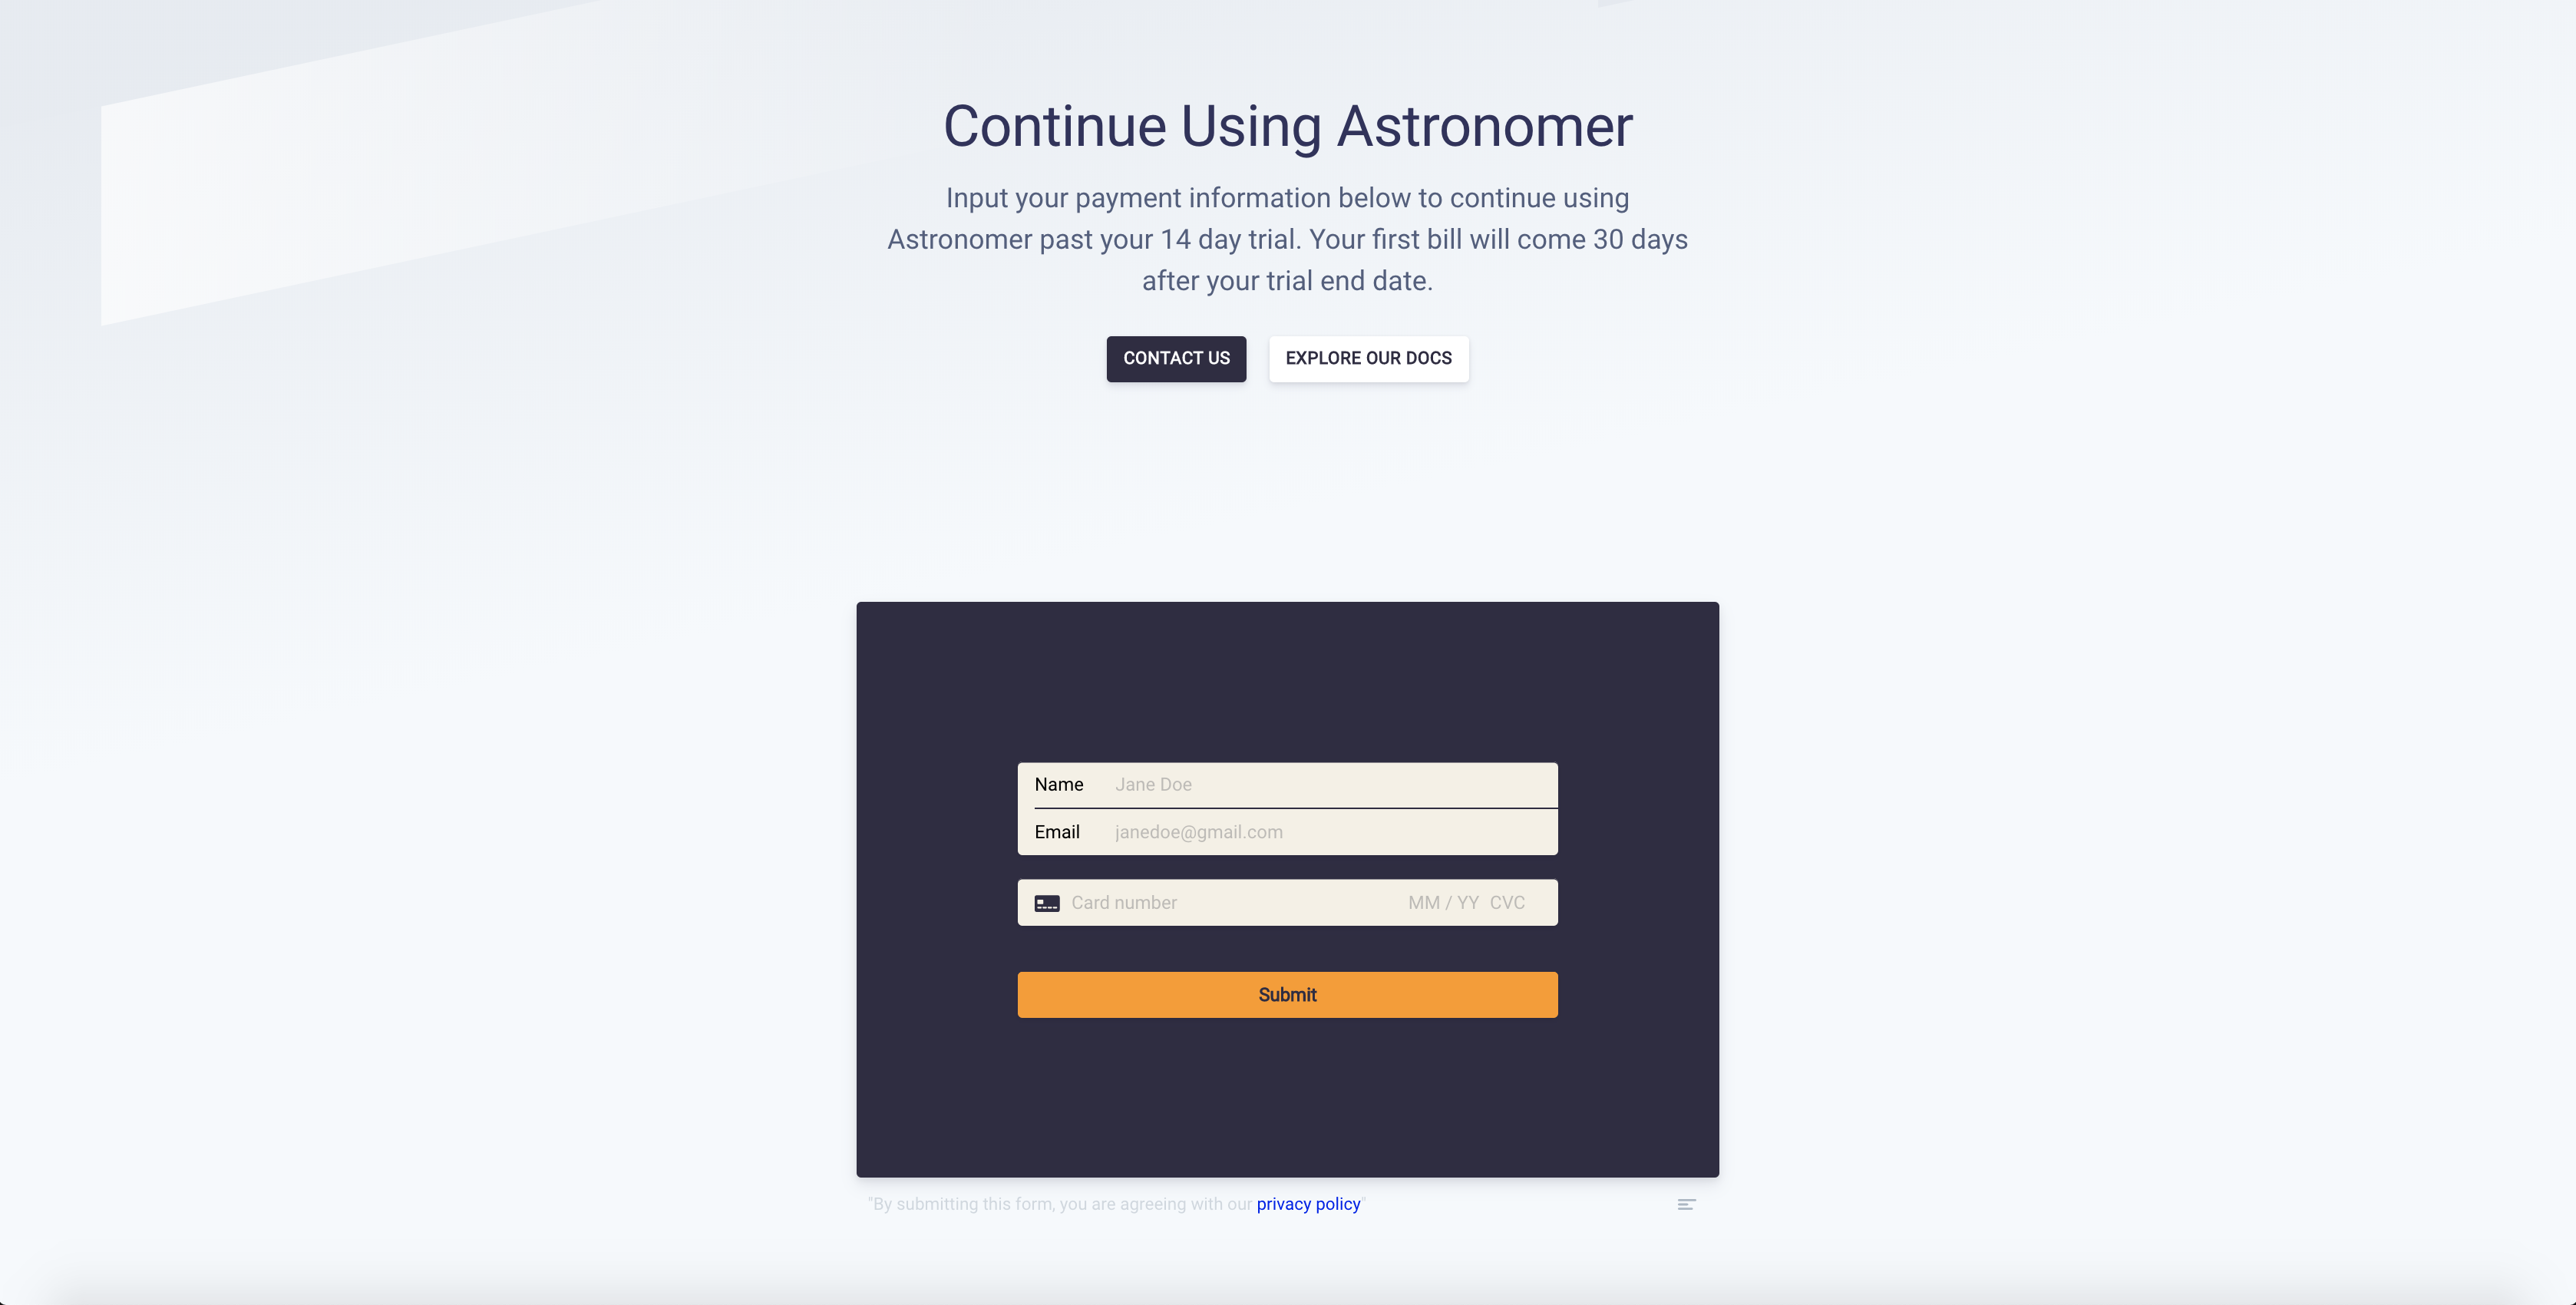 Continue Using Astronomer
Input your payment information below to continue using
Astronomer past your 14 day trial. Your first bill will come 30 days
after your trial end date.
CONTACT US EXPLORE OUR DOCS
Name Jane Doe
Email janedoe@gmail.com
Card number MM / YY CVC
Submit
"By submitting this form, you are agreeing with our privacy policy"